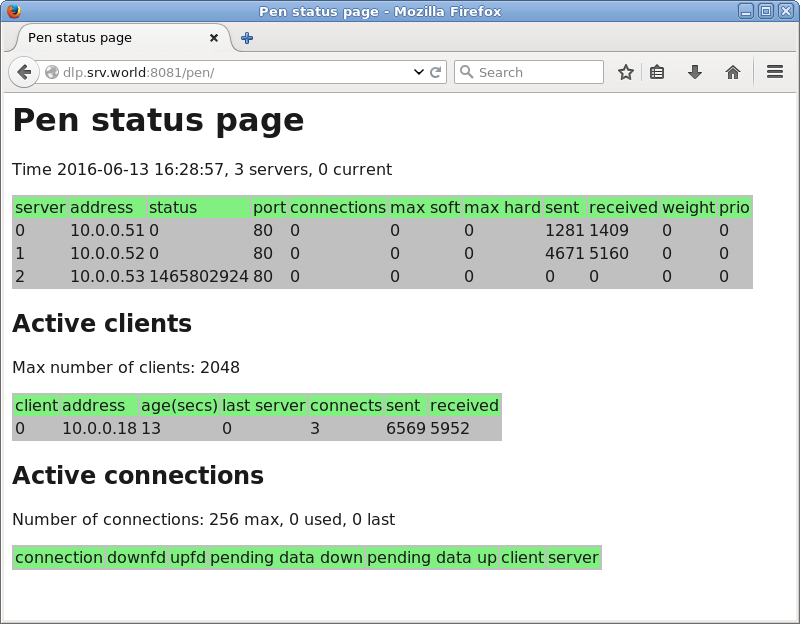 Pen status page - Mozilla Firefox
Pen status page
dlp.srv.world:8081/pen/
Search
Pen status page
Time 2016-06-13 16:28:57, 3 servers, 0 current
server address status port connections max soft max hard sent received weight prio
0 10.0.0.51 0 80 0 0 0 1281 1409 0 0
1 10.0.0.52 0 80 0 0 0 4671 5160 0 0
2 10.0.0.53 1465802924 80 0 0 0 0 0 0 0
Active clients
Max number of clients: 2048
client address age(secs) last server connects sent received
0 10.0.0.18 13 0 3 6569 5952
Active connections
Number of connections: 256 max, 0 used, 0 last
connection downfd upfd pending data down pending data up client server